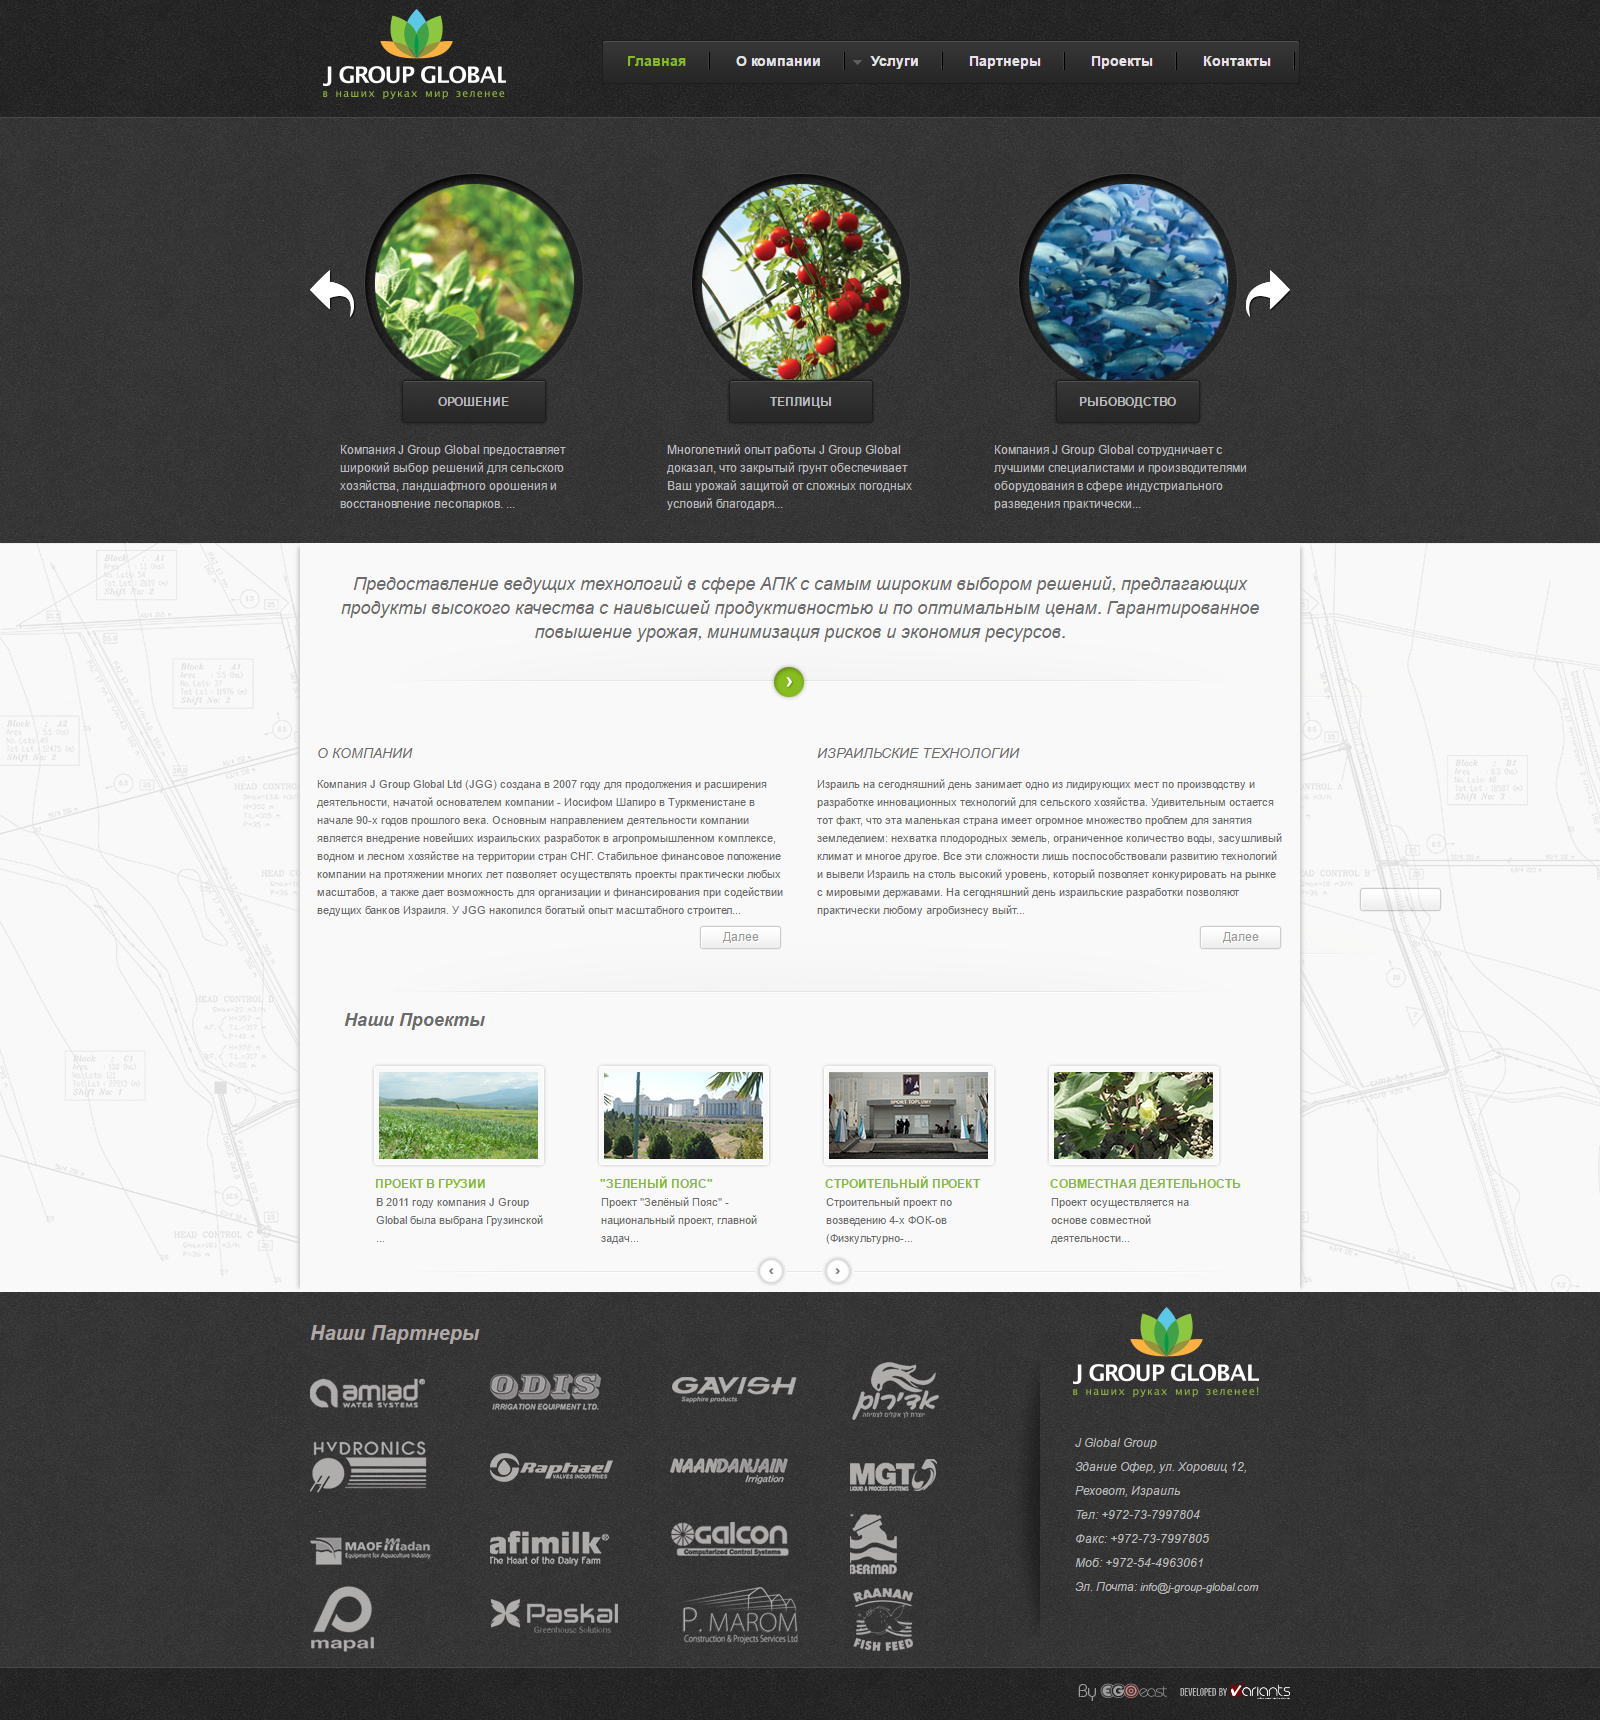 J GROUP GLOBAL
в наших руках мир зеленее
Главная
О компании
Услуги
Партнеры
Проекты
Контакты
ОРОШЕНИЕ
ТЕПЛИЦЫ
РЫБОВОДСТВО
Компания J Group Global предоставляет
широкий выбор решений для сельского
хозяйства, ландшафтного орошения и
восстановление лесопарков. ...
Многолетний опыт работы J Group Global
доказал, что закрытый грунт обеспечивает
Ваш урожай защитой от сложных погодных
условий благодаря...
Компания J Group Global сотрудничает с
лучшими специалистами и производителями
оборудования в сфере индустриального
разведения практически...
Предоставление ведущих технологий в сфере АПК с самым широким выбором решений, предлагающих
продукты высокого качества с наивысшей продуктивностью и по оптимальным ценам. Гарантированное
повышение урожая, минимизация рисков и экономия ресурсов.
О КОМПАНИИ
Компания J Group Global Ltd (JGG) создана в 2007 году для продолжения и расширения
деятельности, начатой основателем компании - Иосифом Шапиро в Туркменистане в
начале 90-х годов прошлого века. Основным направлением деятельности компании
является внедрение новейших израильских разработок в агропромышленном комплексе,
водном и лесном хозяйстве на территории стран СНГ. Стабильное финансовое положение
компании на протяжении многих лет позволяет осуществлять проекты практически любых
масштабов, а также дает возможность для организации и финансирования при содействии
ведущих банков Израиля. У JGG накопился богатый опыт масштабного строител...
Далее
ИЗРАИЛЬСКИЕ ТЕХНОЛОГИИ
Израиль на сегодняшний день занимает одно из лидирующих мест по производству и
разработке инновационных технологий для сельского хозяйства. Удивительным остается
тот факт, что эта маленькая страна имеет огромное множество проблем для занятия
земледелием: нехватка плодородных земель, ограниченное количество воды, засушливый
климат и многое другое. Все эти сложности лишь поспособствовали развитию технологий
и вывели Израиль на столь высокий уровень, который позволяет конкурировать на рынке
с мировыми державами. На сегодняшний день израильские разработки позволяют
практически любому агробизнесу выйт...
Далее
Наши Проекты
SPORT TOPLUMY
ПРОЕКТ В ГРУЗИИ
В 2011 году компания J Group
Global была выбрана Грузинской
...
"ЗЕЛЕНЫЙ ПОЯС"
Проект "Зелёный Пояс" -
национальный проект, главной
задач...
СТРОИТЕЛЬНЫЙ ПРОЕКТ
Строительный проект по
возведению 4-х ФОК-ов
(Физкультурно-...
СОВМЕСТНАЯ ДЕЯТЕЛЬНОСТЬ
Проект осуществляется на
основе совместной
деятельности...
Наши Партнеры
amiad
WATER SYSTEMS
ODIS
IRRIGATION EQUIPMENT LTD.
GAVISH
Sapphire products
אדירום
יוצרת לך אקלים לצמיחה
HYDRONICS
Raphael
VALVES INDUSTRIES
NAANDANJAIN
Irrigation
MGT
LIQUID & PROCESS SYSTEMS
MAOF Madan
Equipment for Aquaculture Industry
afimilk®
The Heart of the Dairy Farm
Galcon
Computerized Control Systems
BERMAD
mapal
Paskal
Greenhouse Solutions
P. MAROM
Construction & Projects Services Ltd
RAANAN
FISH FEED
J GROUP GLOBAL
в наших руках мир зеленее!
J Global Group
Здание Офер, ул. Хоровиц 12,
Реховот, Израиль
Тел: +972-73-7997804
Факс: +972-73-7997805
Моб: +972-54-4963061
Эл. Почта: info@j-group-global.com
By EGOeast
DEVELOPED BY Variants